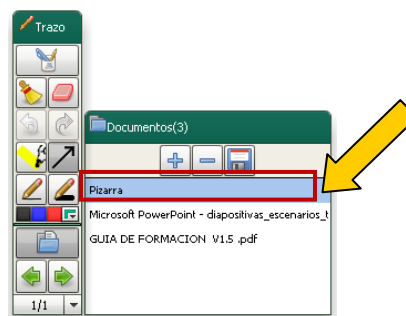 Trazo
Documentos(3)
Pizarra
Microsoft PowerPoint - diapositivas_escenarios_t
GUIA DE FORMACION V1.5 .pdf
1/1